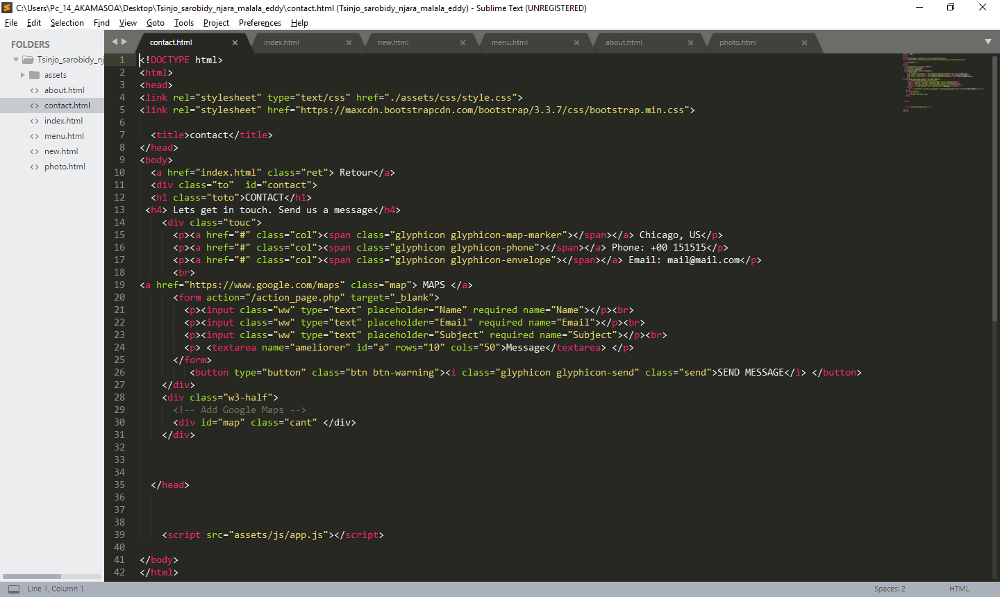 C:\Users\Pc_14_AKAMASOA\Desktop\Tsinjo_sarobidy_njara_malala_eddy\contact.html (Tsinjo_sarobidy_njara_malala_eddy) - Sublime Text (UNREGISTERED)
File Edit Selection Find View Goto Tools Project Preferences Help
FOLDERS
Tsinjo_sarobidy_nj
assets
about.html
contact.html
index.html
menu.html
new.html
photo.html
contact.html index.html new.html menu.html about.html photo.html
1 <!DOCTYPE html>
2 <html>
3 <head>
4 <link rel="stylesheet" type="text/css" href="./assets/css/style.css">
5 <link rel="stylesheet" href="https://maxcdn.bootstrapcdn.com/bootstrap/3.3.7/css/bootstrap.min.css">
6
7   <title>contact</title>
8 </head>
9 <body>
10   <a href="index.html" class="ret"> Retour</a>
11   <div class="to"  id="contact">
12   <h1 class="toto">CONTACT</h1>
13  <h4> Lets get in touch. Send us a message</h4>
14     <div class="touc">
15       <p><a href="#" class="col"><span class="glyphicon glyphicon-map-marker"></span></a> Chicago, US</p>
16       <p><a href="#" class="col"><span class="glyphicon glyphicon-phone"></span></a> Phone: +00 151515</p>
17       <p><a href="#" class="col"><span class="glyphicon glyphicon-envelope"></span></a> Email: mail@mail.com</p>
18       <br>
19 <a href="https://www.google.com/maps" class="map"> MAPS </a>
20       <form action="/action_page.php" target="_blank">
21         <p><input class="ww" type="text" placeholder="Name" required name="Name"></p><br>
22         <p><input class="ww" type="text" placeholder="Email" required name="Email"></p><br>
23         <p><input class="ww" type="text" placeholder="Subject" required name="Subject"></p><br>
24         <p> <textarea name="ameliorer" id="a" rows="10" cols="50">Message</textarea> </p>
25       </form>
26          <button type="button" class="btn btn-warning"><i class="glyphicon glyphicon-send" class="send">SEND MESSAGE</i> </button>
27     </div>
28     <div class="w3-half">
29       <!-- Add Google Maps -->
30       <div id="map" class="cant" </div>
31     </div>
32
33
34
35   </head>
36
37
38
39     <script src="assets/js/app.js"></script>
40
41 </body>
42 </html>
Line 1, Column 1 Spaces: 2 HTML